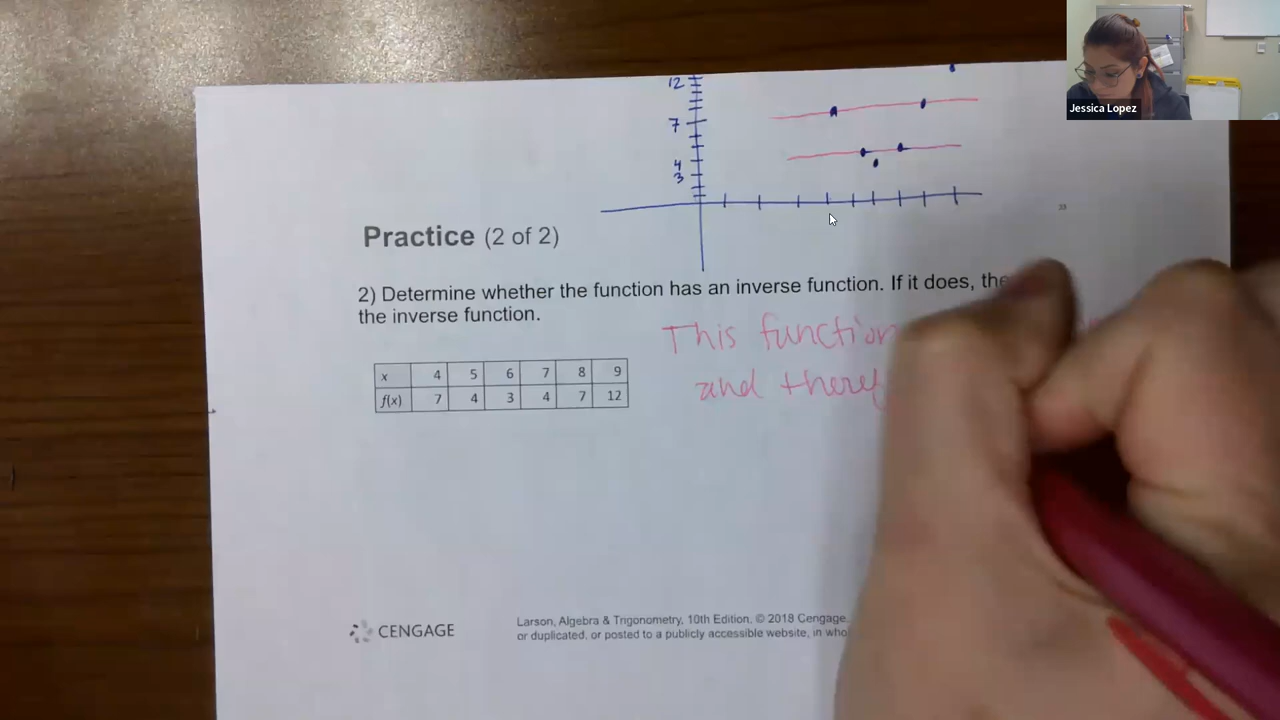 Jessica Lopez
12
7
4
3
33
Practice (2 of 2)
2) Determine whether the function has an inverse function. If it does, the
the inverse function.
This function
and
x 4 5 6 7 8 9
f(x) 7 4 3 4 7 12
CENGAGE
Larson, Algebra & Trigonometry, 10th Edition. © 2018 Cengage.
or duplicated, or posted to a publicly accessible website, in